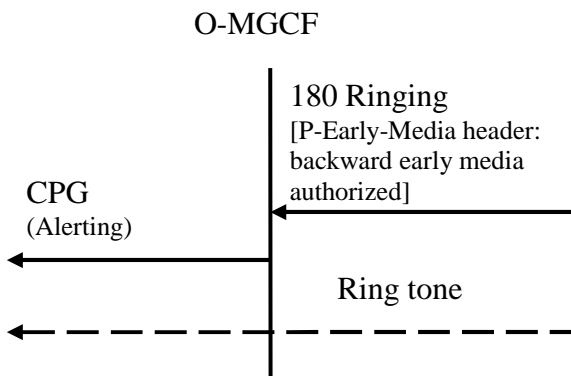 O-MGCF
180 Ringing
[P-Early-Media header:
backward early media
authorized]
CPG
(Alerting)
Ring tone